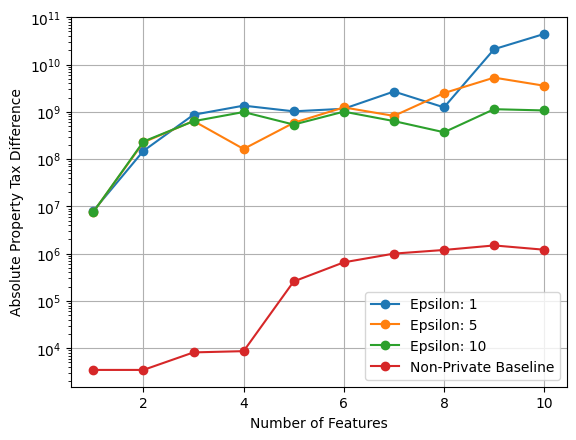 10^11
10^10
10^9
10^8
10^7
10^6
10^5
10^4
Absolute Property Tax Difference
Epsilon: 1
Epsilon: 5
Epsilon: 10
Non-Private Baseline
2 4 6 8 10
Number of Features